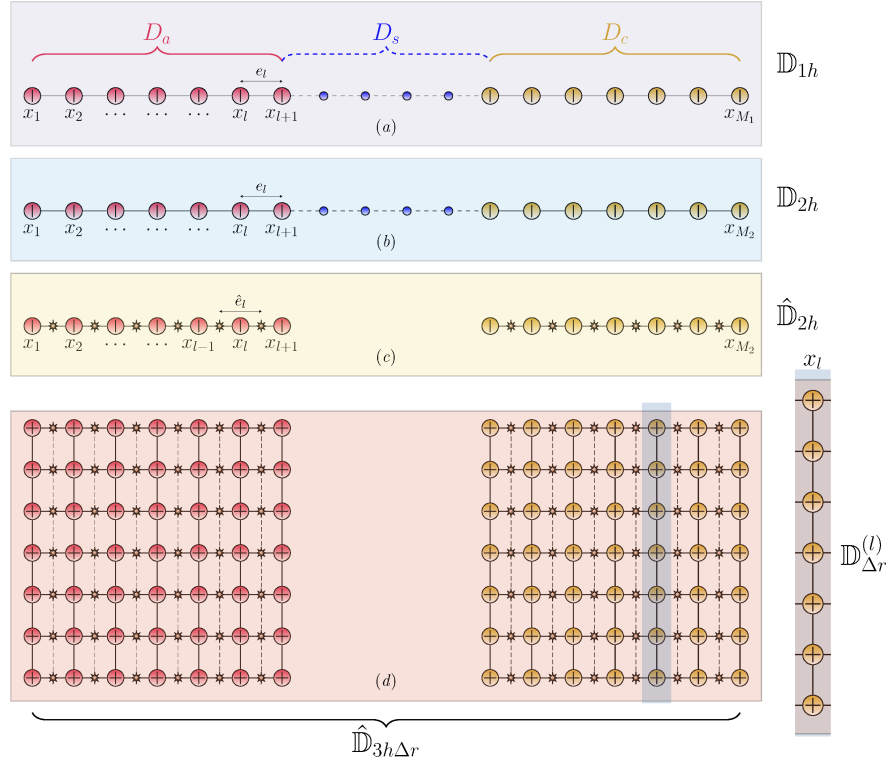 D_a D_s D_c
𝔻_{1h}
e_l
x_1 x_2 ⋯ ⋯ ⋯ x_l x_{l+1} x_{M_1}
(a)
𝔻_{2h}
e_l
x_1 x_2 ⋯ ⋯ ⋯ x_l x_{l+1} x_{M_2}
(b)
𝔻̂_{2h}
ê_l
x_1 x_2 ⋯ ⋯ x_{l−1} x_l x_{l+1} x_{M_2}
(c)
x_l
𝔻_{Δr}^{(l)}
(d)
𝔻̂_{3hΔr}